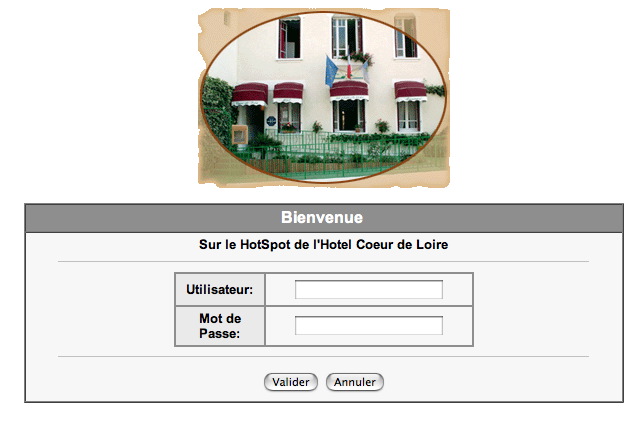 Bienvenue
Sur le HotSpot de l'Hotel Coeur de Loire
Utilisateur:
Mot de
Passe:
Valider Annuler